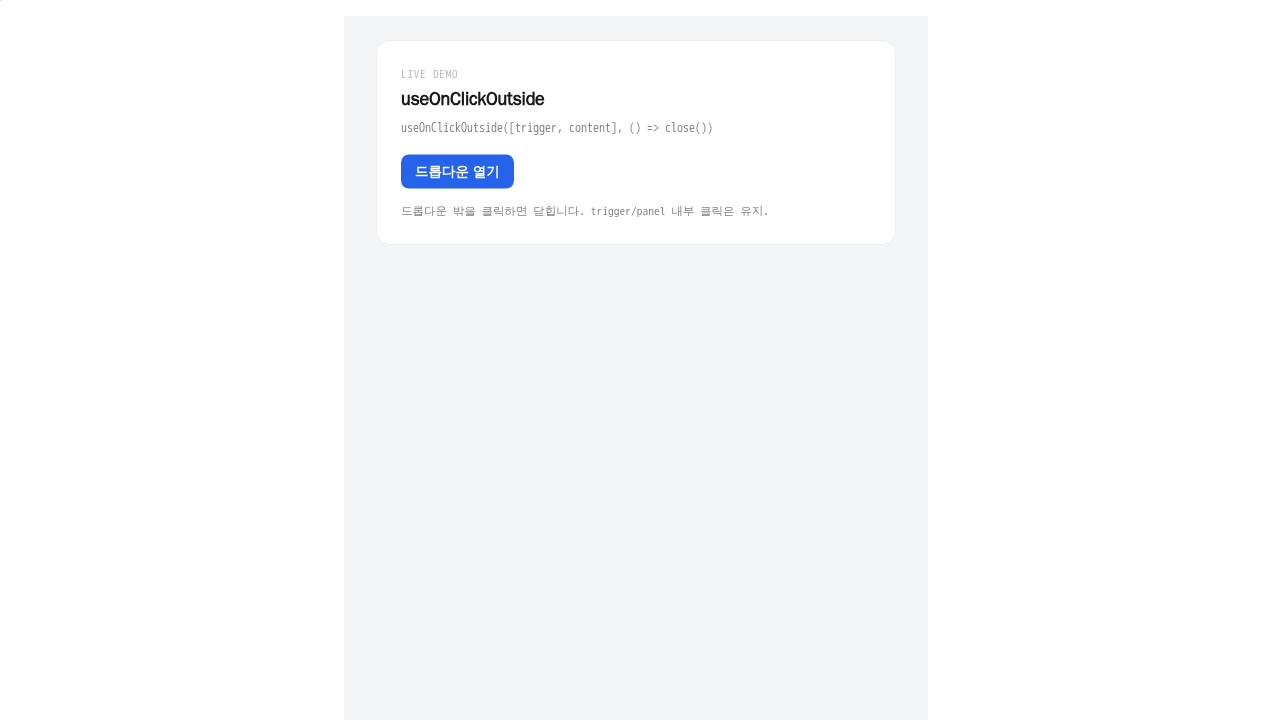 LIVE DEMO
useOnClickOutside
useOnClickOutside([trigger, content], () => close())
드롭다운 열기
드롭다운 밖을 클릭하면 닫힙니다. trigger/panel 내부 클릭은 유지.